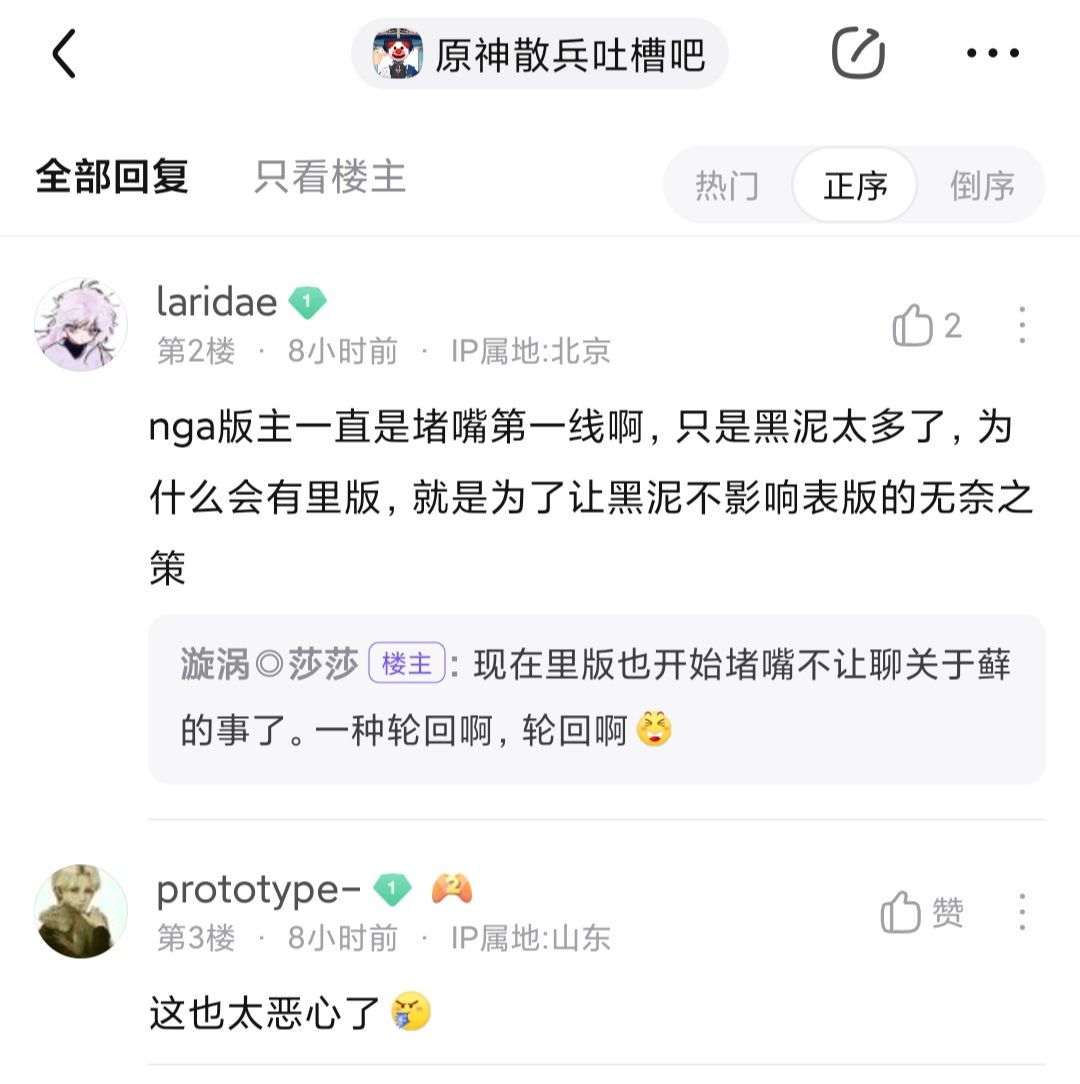 原神散兵吐槽吧
全部回复 只看楼主 热门 正序 倒序
laridae 1
第2楼 · 8小时前 · IP属地:北京 2
nga版主一直是堵嘴第一线啊，只是黑泥太多了，为
什么会有里版，就是为了让黑泥不影响表版的无奈之
策
漩涡◎莎莎 楼主：现在里版也开始堵嘴不让聊关于藓
的事了。一种轮回啊，轮回啊
prototype- 1 2
第3楼 · 8小时前 · IP属地:山东 赞
这也太恶心了